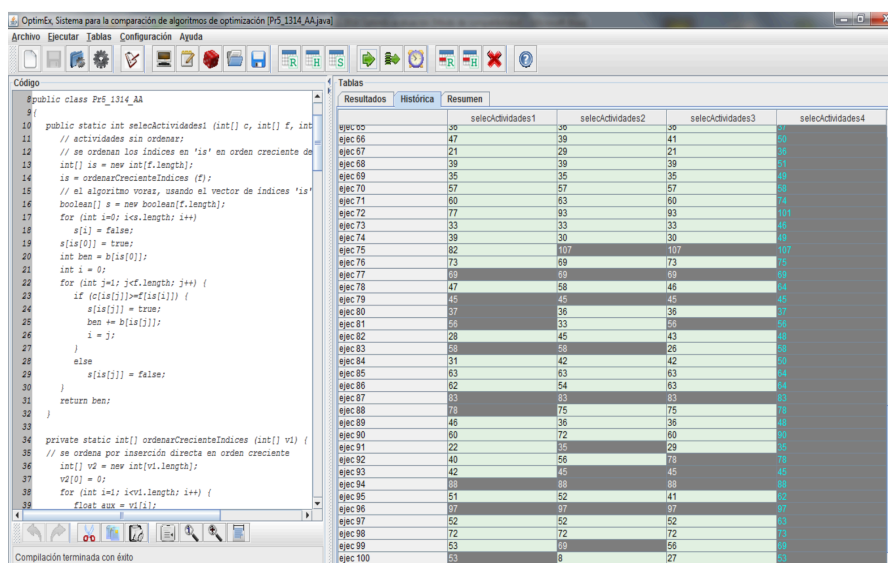 OptimEx, Sistema para la comparación de algoritmos de optimización [Pr5_1314_AA.java]
Archivo Ejecutar Tablas Configuración Ayuda
R H S R H
Código
8 public class Pr5_1314_AA
9 {
10 public static int selecActividades1 (int[] c, int[] f, int
11 // actividades sin ordenar;
12 // se ordenan los índices en 'is' en orden creciente de
13 int[] is = new int[f.length];
14 is = ordenarCrecienteIndices (f);
15 // el algoritmo voraz, usando el vector de índices 'is'
16 boolean[] s = new boolean[f.length];
17 for (int i=0; i<s.length; i++)
18 s[i] = false;
19 s[is[0]] = true;
20 int ben = b[is[0]];
21 int i = 0;
22 for (int j=1; j<f.length; j++) {
23 if (c[is[j]]>=f[is[i]]) {
24 s[is[j]] = true;
25 ben += b[is[j]];
26 i = j;
27 }
28 else
29 s[is[j]] = false;
30 }
31 return ben;
32 }
33
34 private static int[] ordenarCrecienteIndices (int[] v1) {
35 // se ordena por inserción directa en orden creciente
36 int[] v2 = new int[v1.length];
37 v2[0] = 0;
38 for (int i=1; i<v1.length; i++) {
39 float aux = v1[i];
Compilación terminada con éxito
Tablas
Resultados Histórica Resumen
selecActividades1 selecActividades2 selecActividades3 selecActividades4
ejec 65 36 36 36 37
ejec 66 47 39 41 50
ejec 67 21 29 21 36
ejec 68 39 39 39 51
ejec 69 35 35 35 49
ejec 70 57 57 57 58
ejec 71 60 63 60 74
ejec 72 77 93 93 101
ejec 73 33 33 33 46
ejec 74 39 30 30 49
ejec 75 82 107 107 107
ejec 76 73 69 73 75
ejec 77 69 69 69 69
ejec 78 47 58 46 64
ejec 79 45 45 45 45
ejec 80 37 36 36 37
ejec 81 56 33 56 56
ejec 82 28 45 43 48
ejec 83 58 58 26 58
ejec 84 31 42 42 50
ejec 85 63 63 63 64
ejec 86 62 54 63 64
ejec 87 83 83 83 83
ejec 88 78 75 75 78
ejec 89 46 36 36 48
ejec 90 60 72 60 90
ejec 91 22 35 29 35
ejec 92 40 56 78 78
ejec 93 42 45 45 45
ejec 94 88 88 88 88
ejec 95 51 52 41 62
ejec 96 97 97 97 97
ejec 97 52 52 52 63
ejec 98 72 72 72 73
ejec 99 53 69 56 69
ejec 100 53 8 27 53